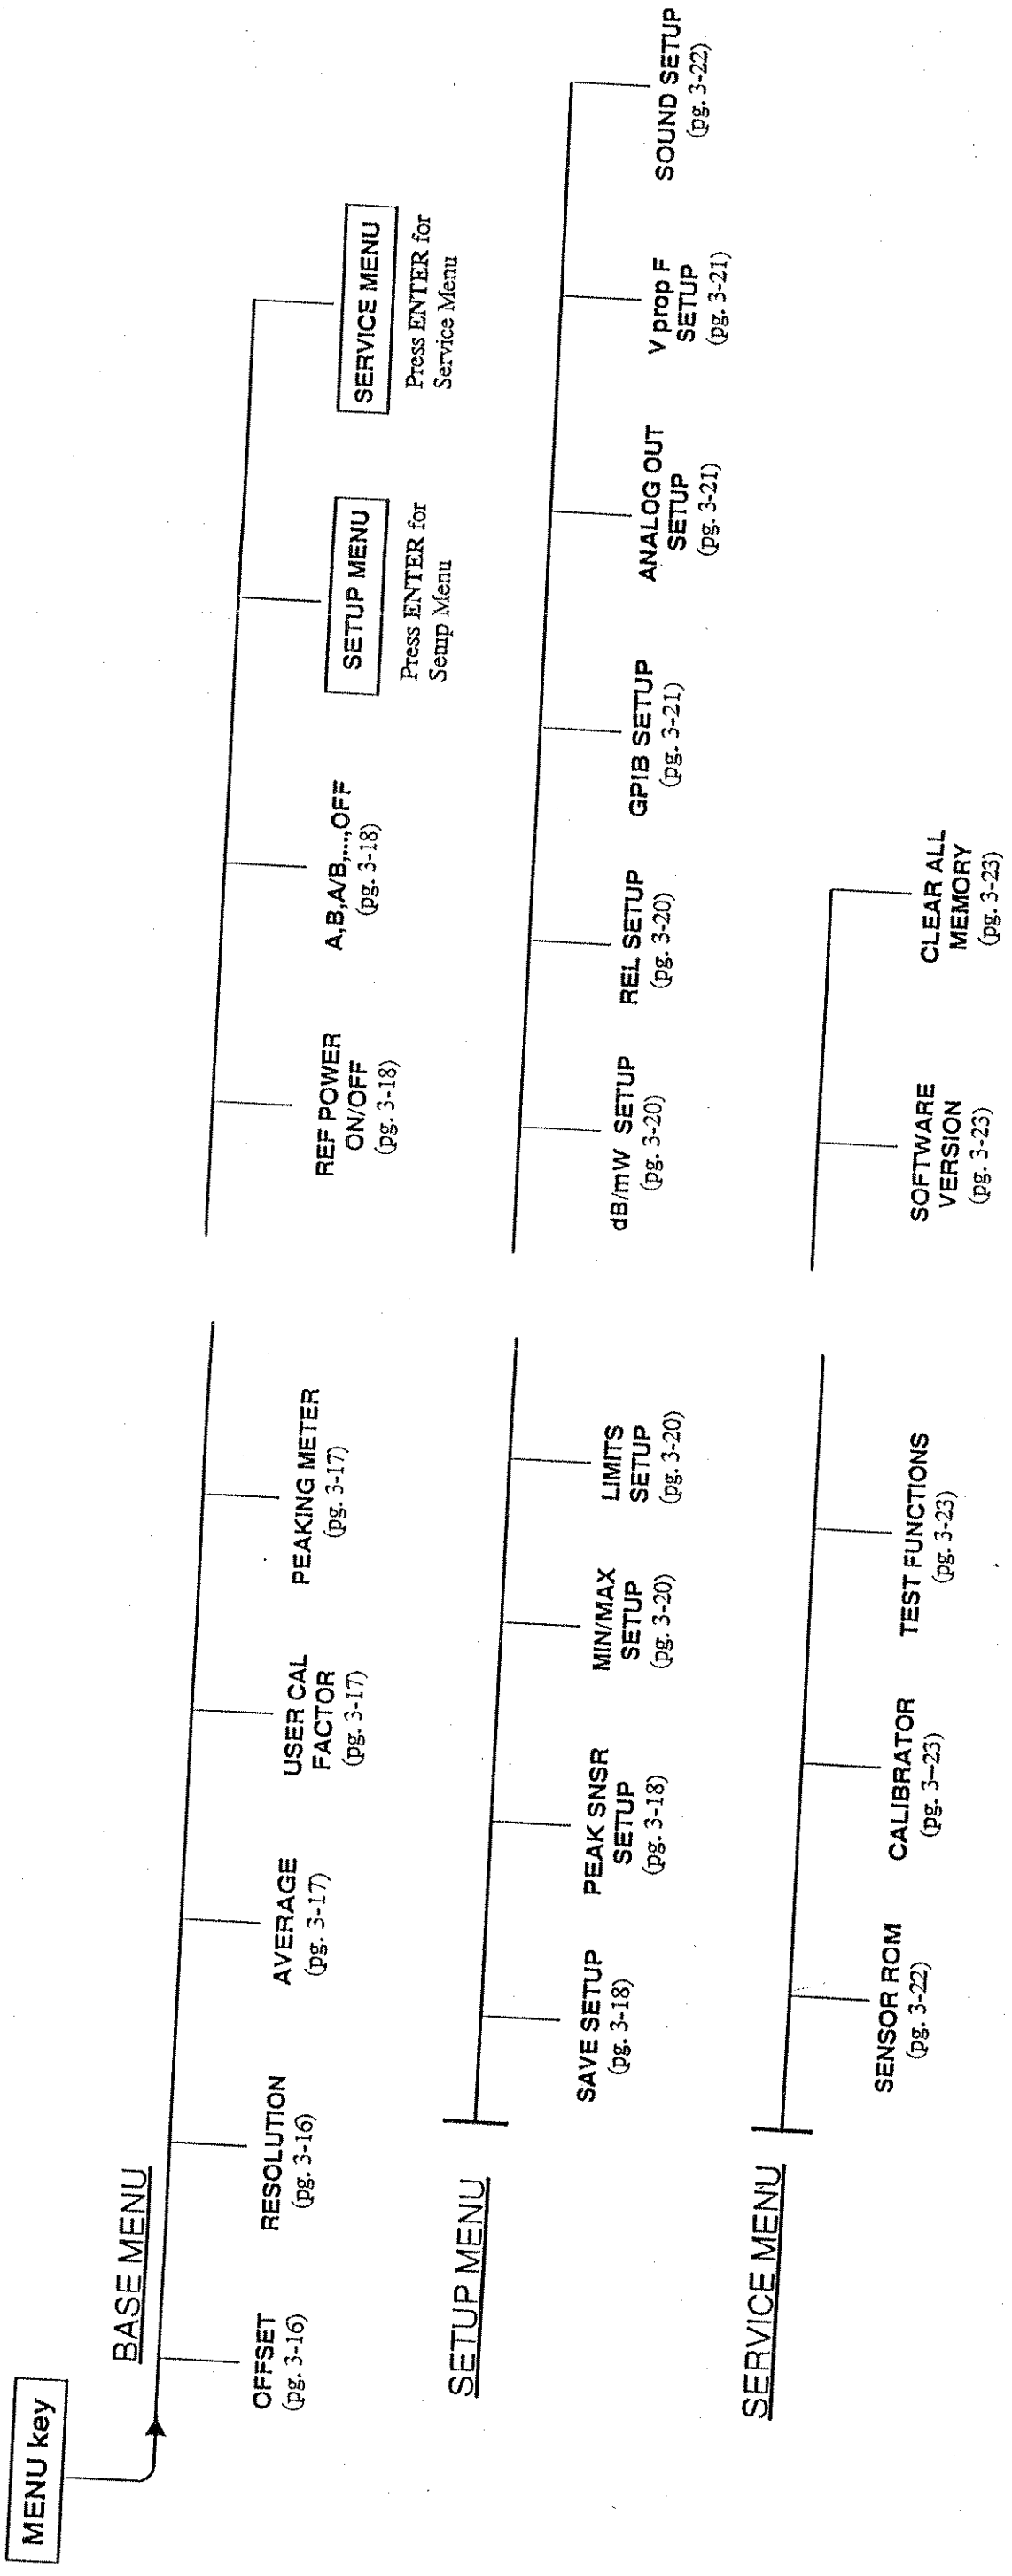 MENU key
BASE MENU
OFFSET
(pg. 3-16)
RESOLUTION
(pg. 3-16)
AVERAGE
(pg. 3-17)
USER CAL
FACTOR
(pg. 3-17)
PEAKING METER
(pg. 3-17)
REF POWER
ON/OFF
(pg. 3-18)
A,B,A/B,...,OFF
(pg. 3-18)
SETUP MENU
Press ENTER for
Setup Menu
SERVICE MENU
Press ENTER for
Service Menu
SETUP MENU
SAVE SETUP
(pg. 3-18)
PEAK SNSR
SETUP
(pg. 3-18)
MIN/MAX
SETUP
(pg. 3-20)
LIMITS
SETUP
(pg. 3-20)
dB/mW SETUP
(pg. 3-20)
REL SETUP
(pg. 3-20)
GPIB SETUP
(pg. 3-21)
ANALOG OUT
SETUP
(pg. 3-21)
V prop F
SETUP
(pg. 3-21)
SOUND SETUP
(pg. 3-22)
SERVICE MENU
SENSOR ROM
(pg. 3-22)
CALIBRATOR
(pg. 3-23)
TEST FUNCTIONS
(pg. 3-23)
SOFTWARE
VERSION
(pg. 3-23)
CLEAR ALL
MEMORY
(pg. 3-23)